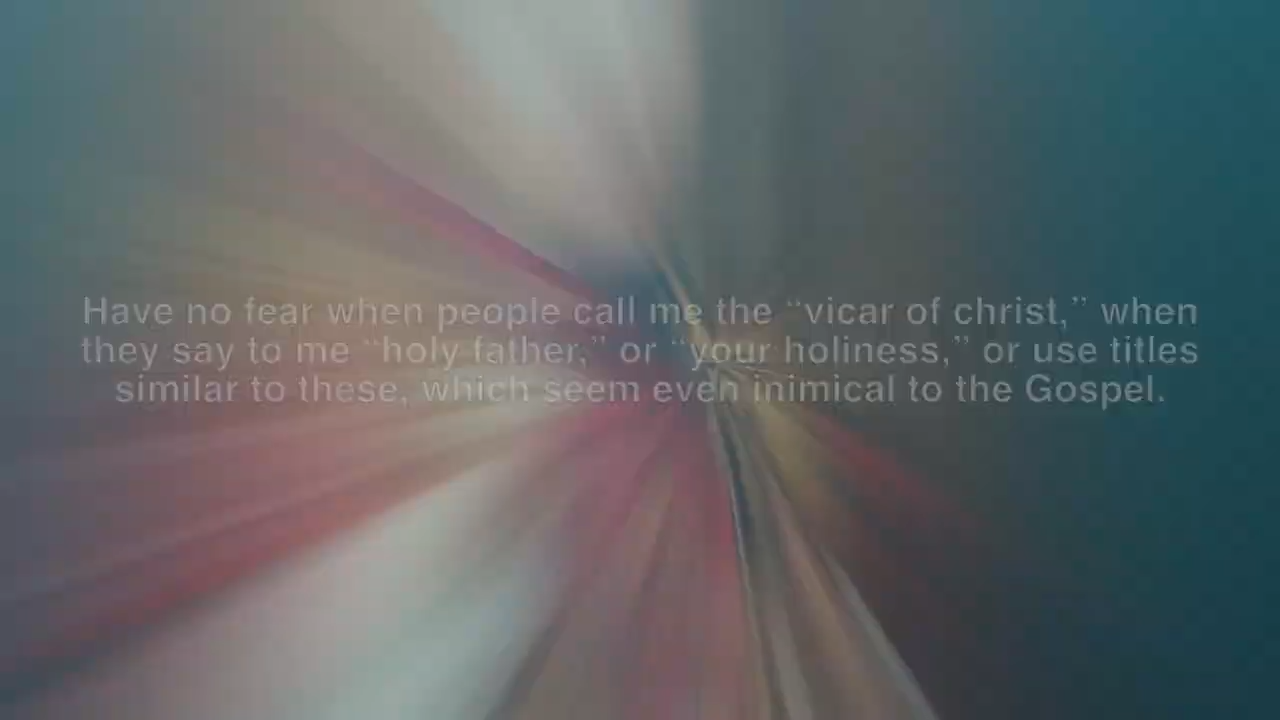 Have no fear when people call me the “vicar of christ,” when
they say to me “holy father,” or “your holiness,” or use titles
similar to these, which seem even inimical to the Gospel.